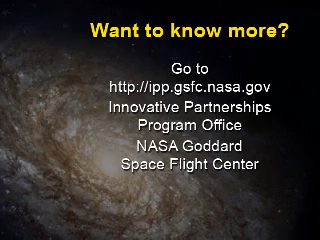 Want to know more?
Go to
http://ipp.gsfc.nasa.gov
Innovative Partnerships
Program Office
NASA Goddard
Space Flight Center